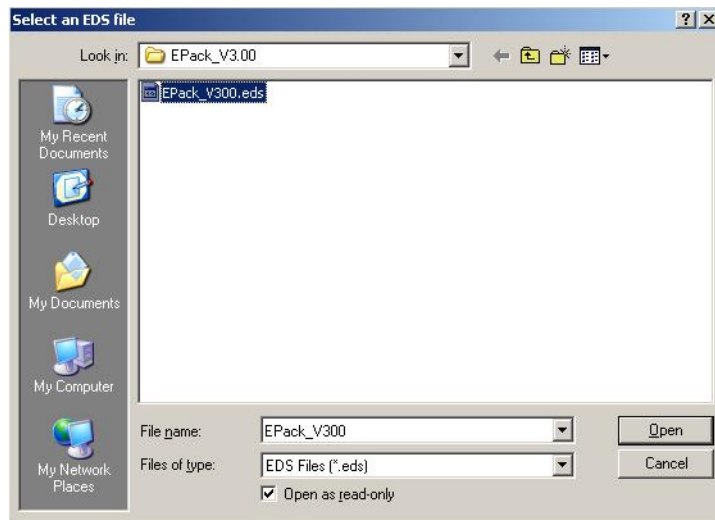 Select an EDS file
Look in: EPack_V3.00
EPack_V300.eds
My Recent
Documents
Desktop
My Documents
My Computer
My Network
Places
File name: EPack_V300 Open
Files of type: EDS Files (*.eds) Cancel
Open as read-only